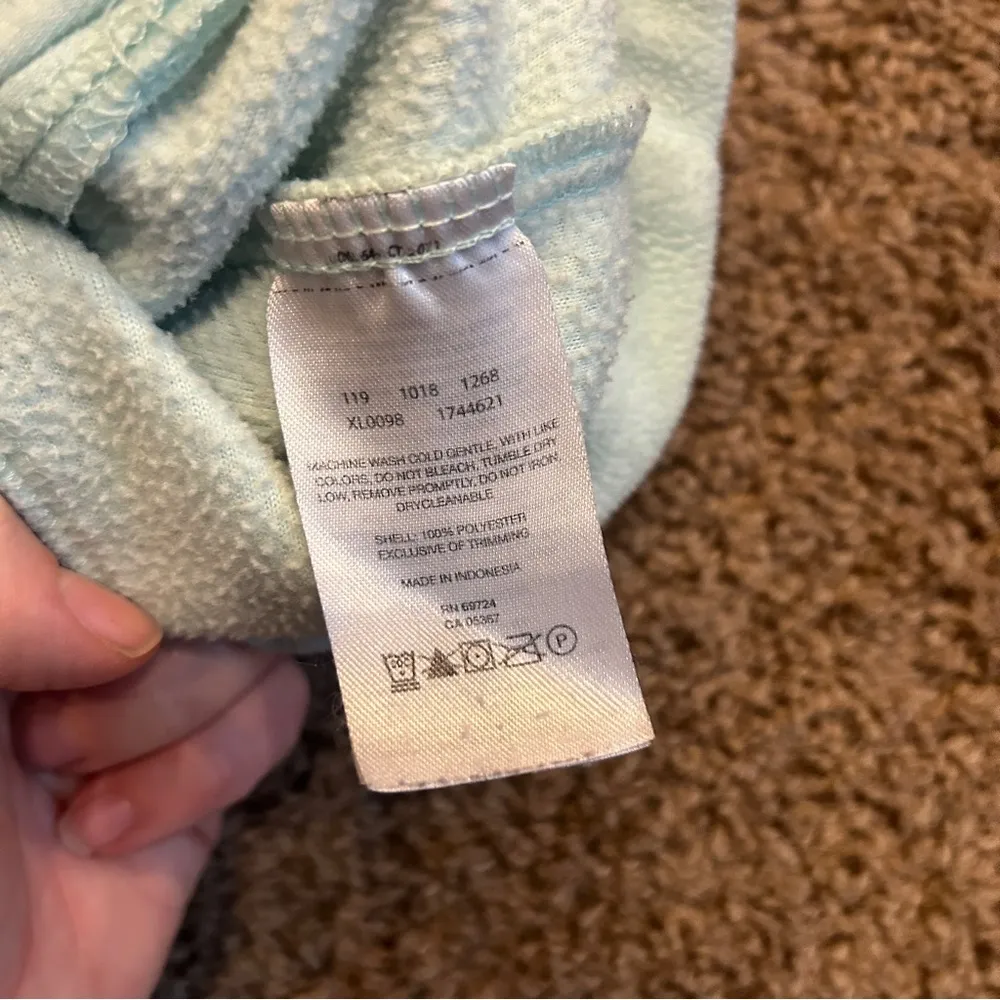 119 1018 1268
XL0098 1744621
MACHINE WASH COLD GENTLE, WITH LIKE
COLORS, DO NOT BLEACH, TUMBLE DRY
LOW, REMOVE PROMPTLY, DO NOT IRON
DRYCLEANABLE
SHELL: 100% POLYESTER
EXCLUSIVE OF TRIMMING
MADE IN INDONESIA
RN 69724
CA 05367
P